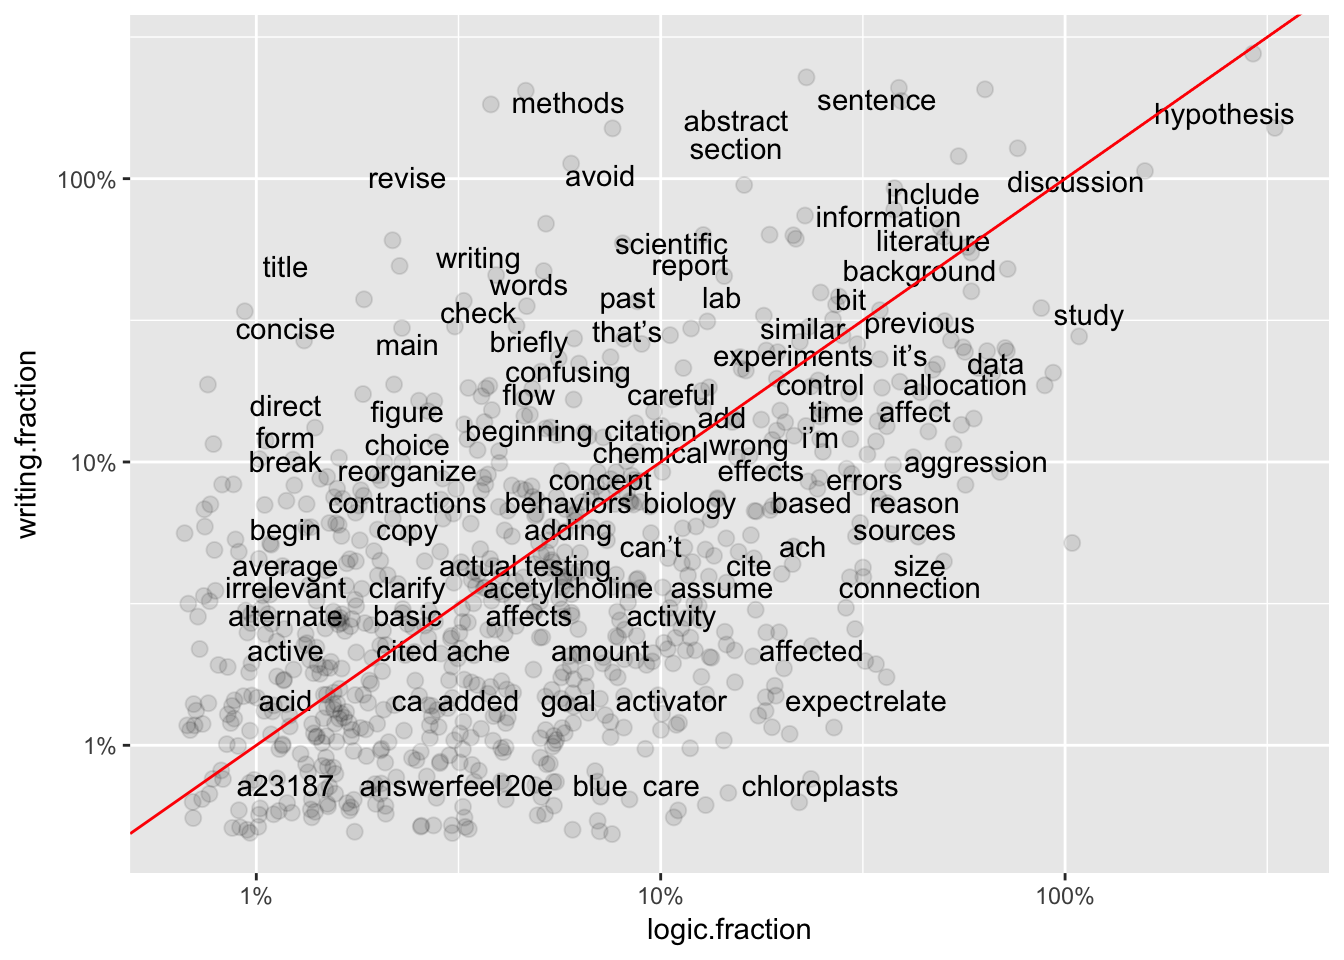 methods
sentence
abstract
hypothesis
section
100%
revise
avoid
discussion
include
information
scientific
literature
title
writing
report
background
words
past
lab
bit
check
study
concise
that’s
similar
previous
main
briefly
experiments
it’s
confusing
data
flow
careful
control
allocation
direct
figure
add
time
affect
form
choice
beginning
citation
wrong
i’m
10%
break
reorganize
chemical
effects
aggression
concept
errors
contractions
behaviors
biology
based
reason
begin
copy
adding
sources
can’t
ach
average
actual
testing
cite
size
irrelevant
clarify
acetylcholine
assume
connection
alternate
basic
affects
activity
active
cited
ache
amount
affected
acid
ca
added
goal
activator
expect
relate
1%
a23187
answer
feel
20e
blue
care
chloroplasts
1%
10%
100%
logic.fraction
writing.fraction